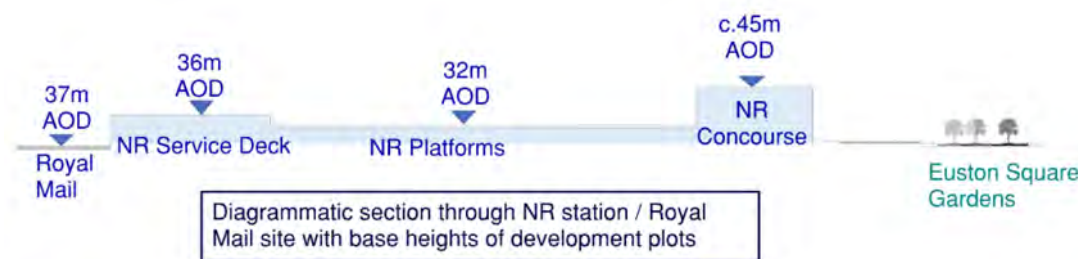 37m
AOD
Royal
Mail
36m
AOD
NR Service Deck
32m
AOD
NR Platforms
c.45m
AOD
NR
Concourse
Euston Square
Gardens
Diagrammatic section through NR station / Royal
Mail site with base heights of development plots